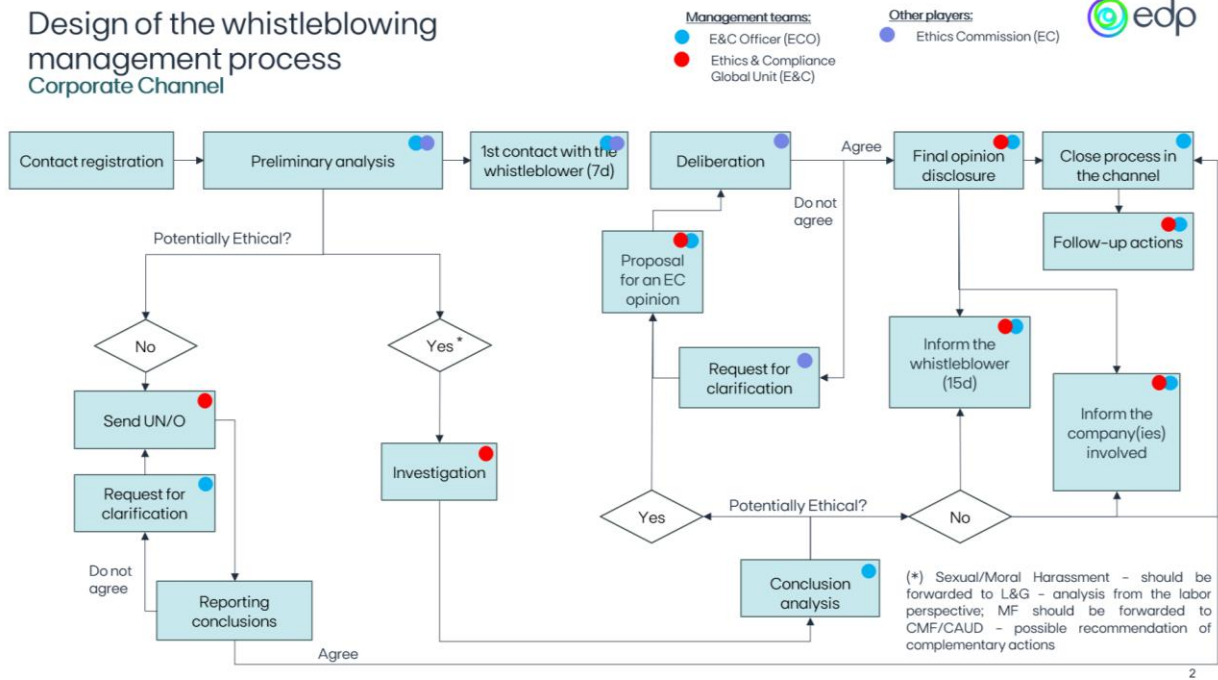 Design of the whistleblowing
management process
Corporate Channel
Management teams:
E&C Officer (ECO)
Ethics & Compliance
Global Unit (E&C)
Other players:
Ethics Commission (EC)
edp
Contact registration
Preliminary analysis
1st contact with the
whistleblower (7d)
Deliberation
Agree
Final opinion
disclosure
Close process in
the channel
Do not
agree
Follow-up actions
Potentially Ethical?
Proposal
for an EC
opinion
No
Yes *
Request for
clarification
Inform the
whistleblower
(15d)
Inform the
company(ies)
involved
Send UN/O
Investigation
Request for
clarification
Yes
Potentially Ethical?
No
Do not
agree
Reporting
conclusions
Conclusion
analysis
(*) Sexual/Moral Harassment – should be
forwarded to L&G – analysis from the labor
perspective; MF should be forwarded to
CMF/CAUD – possible recommendation of
complementary actions
Agree
2